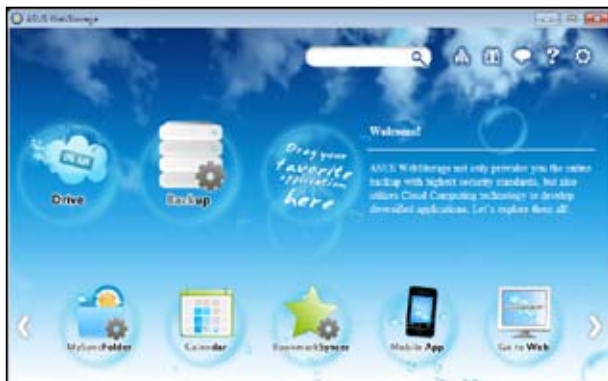 ASUS WebStorage
Welcome!
Drag your
favorite
application
here
ASUS WebStorage not only provides you the online
backup with highest security standards, but also
utilizes Cloud Computing technology to develop
diversified applications. Let's explore them all!
Drive
Backup
MySyncFolder
Calendar
BookmarkSyncer
Mobile App
Go to Web